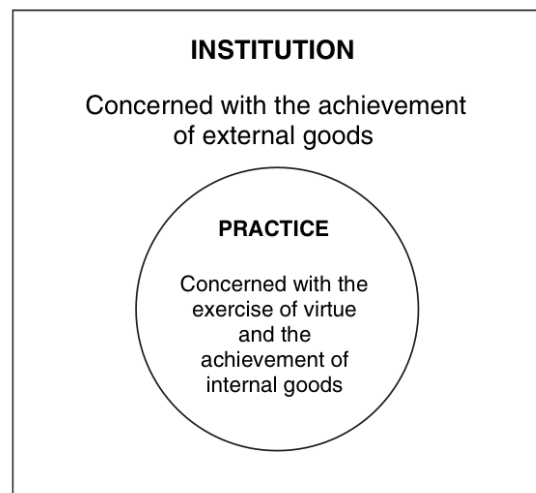 INSTITUTION
Concerned with the achievement
of external goods
PRACTICE
Concerned with the
exercise of virtue
and the
achievement of
internal goods